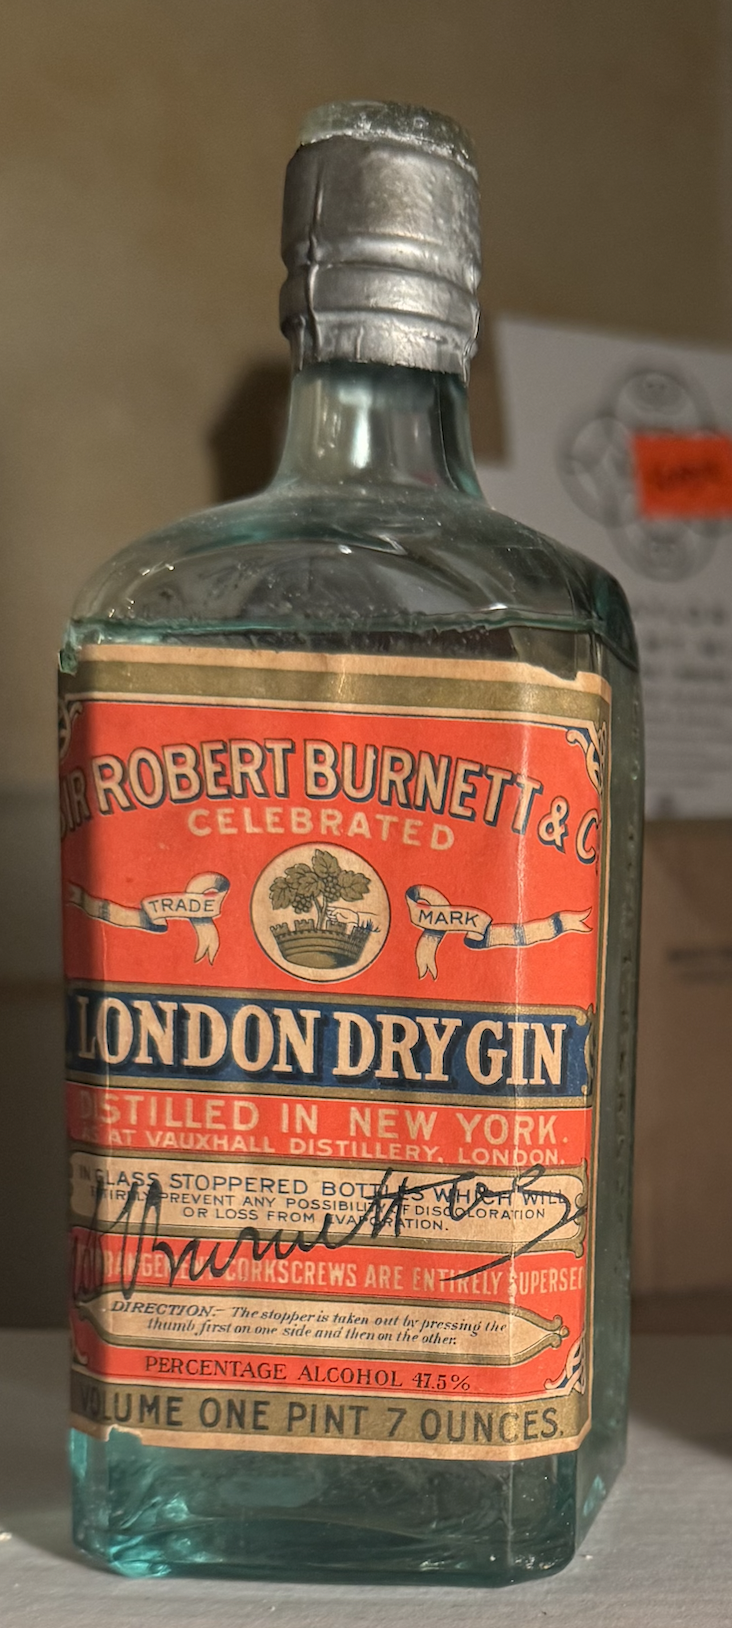 SIR ROBERT BURNETT & CO.
CELEBRATED
TRADE MARK
LONDON DRY GIN
DISTILLED IN NEW YORK.
AS AT VAUXHALL DISTILLERY, LONDON.
IN GLASS STOPPERED BOTTLES WHICH WILL
ENTIRELY PREVENT ANY POSSIBILITY OF DISCOLORATION
OR LOSS FROM EVAPORATION.
R Burnett & Co
CORKSCREWS ARE ENTIRELY SUPERSE
DIRECTION:- The stopper is taken out by pressing the
thumb first on one side and then on the other.
PERCENTAGE ALCOHOL 47.5%
VOLUME ONE PINT 7 OUNCES.